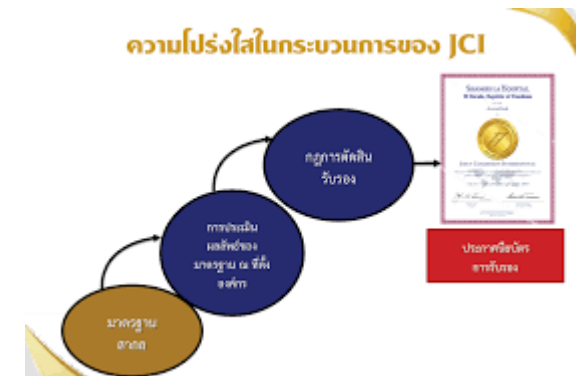 ความโปร่งใสในกระบวนการของ JCI
กฎการตัดสิน
รับรอง
การประเมิน
ผลลัพธ์ของ
มาตรฐาน ณ ที่ตั้ง
องค์กร
มาตรฐาน
สากล
ประกาศนียบัตร
การรับรอง